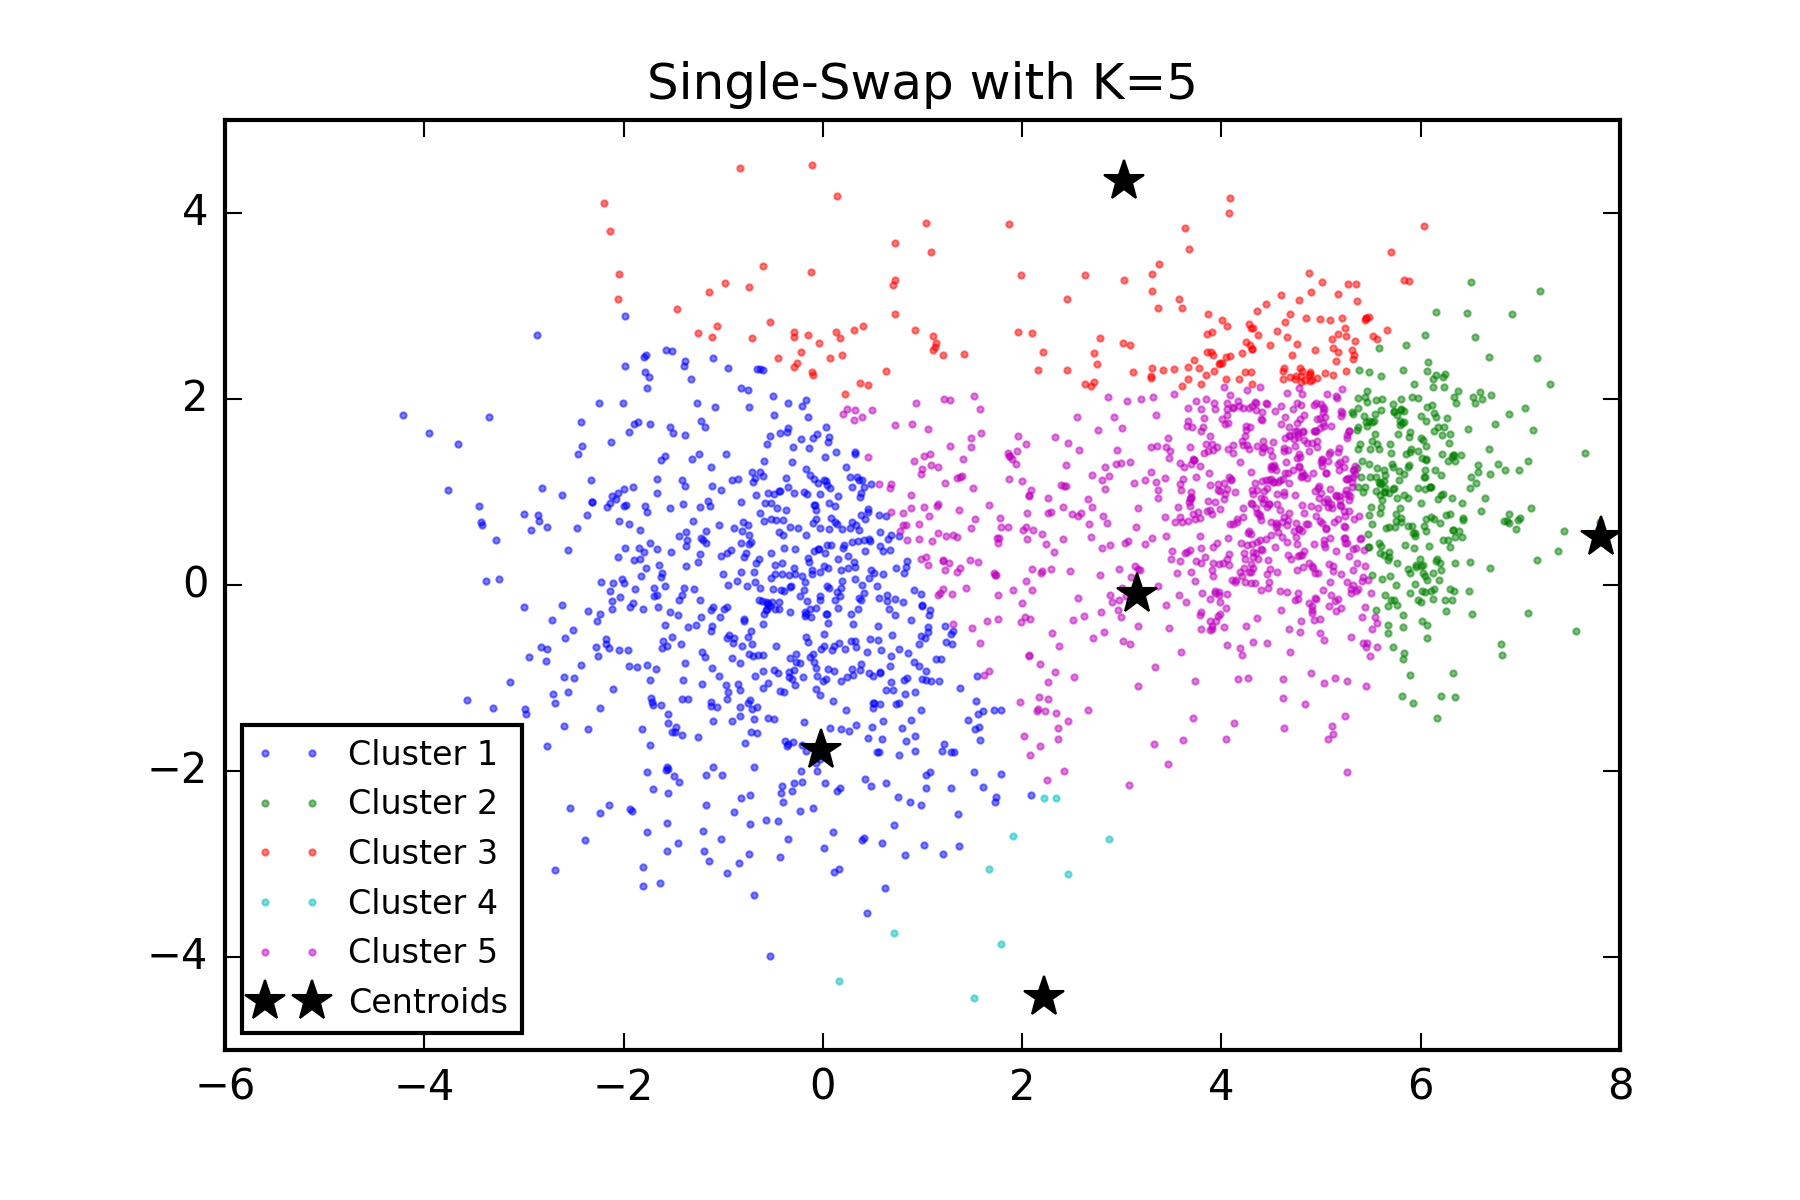 Single-Swap with K=5
4
2
0
−2
−4
Cluster 1
Cluster 2
Cluster 3
Cluster 4
Cluster 5
Centroids
−6 −4 −2 0 2 4 6 8